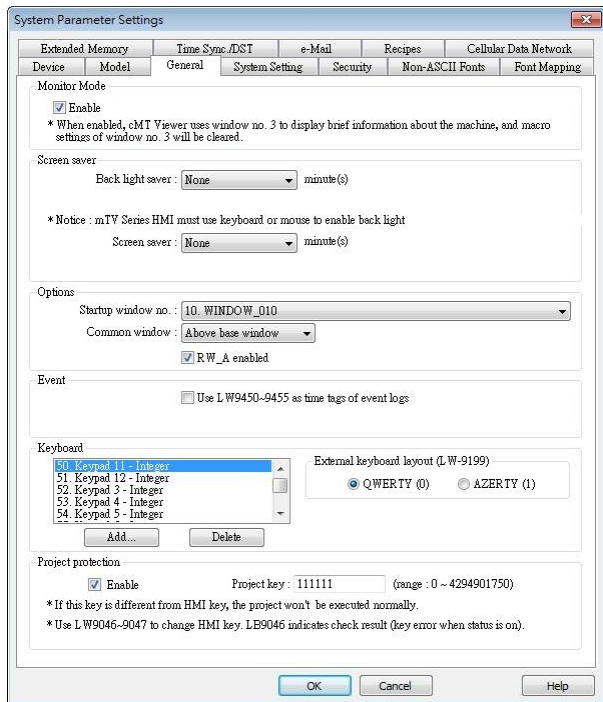 System Parameter Settings
Extended Memory Time Sync./DST e-Mail Recipes Cellular Data Network
Device Model General System Setting Security Non-ASCII Fonts Font Mapping
Monitor Mode
Enable
* When enabled, cMT Viewer uses window no. 3 to display brief information about the machine, and macro
settings of window no. 3 will be cleared.
Screen saver
Back light saver : None minute(s)
* Notice : mTV Series HMI must use keyboard or mouse to enable back light
Screen saver : None minute(s)
Options
Startup window no. : 10. WINDOW_010
Common window : Above base window
RW_A enabled
Event
Use LW9450~9455 as time tags of event logs
Keyboard
External keyboard layout (LW-9199)
50. Keypad 11 - Integer
51. Keypad 12 - Integer
52. Keypad 3 - Integer
53. Keypad 4 - Integer
54. Keypad 5 - Integer
QWERTY (0) AZERTY (1)
Add... Delete
Project protection
Enable Project key : 111111 (range : 0 ~ 4294901750)
* If this key is different from HMI key, the project won't be executed normally.
* Use LW9046~9047 to change HMI key. LB9046 indicates check result (key error when status is on).
OK Cancel Help